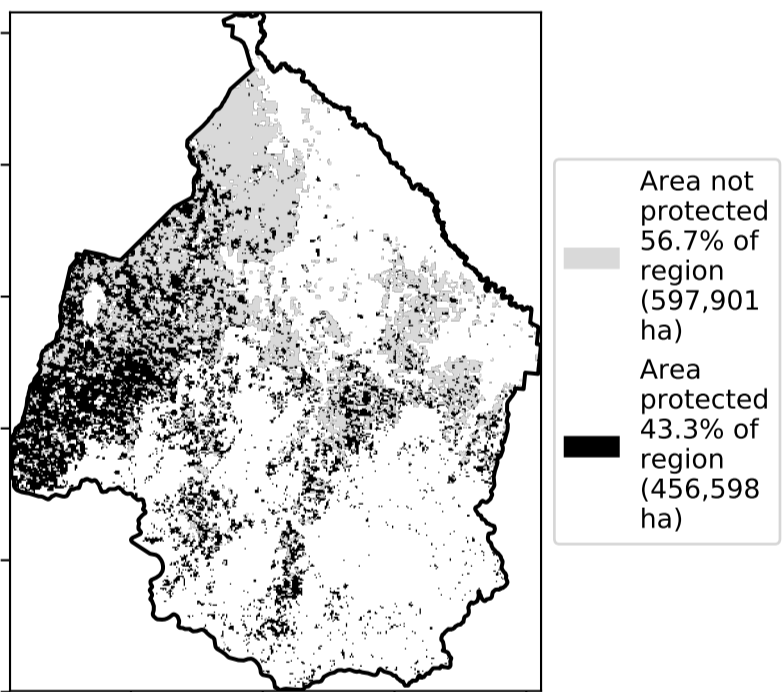 Area not
protected
56.7% of
region
(597,901
ha)
Area
protected
43.3% of
region
(456,598
ha)